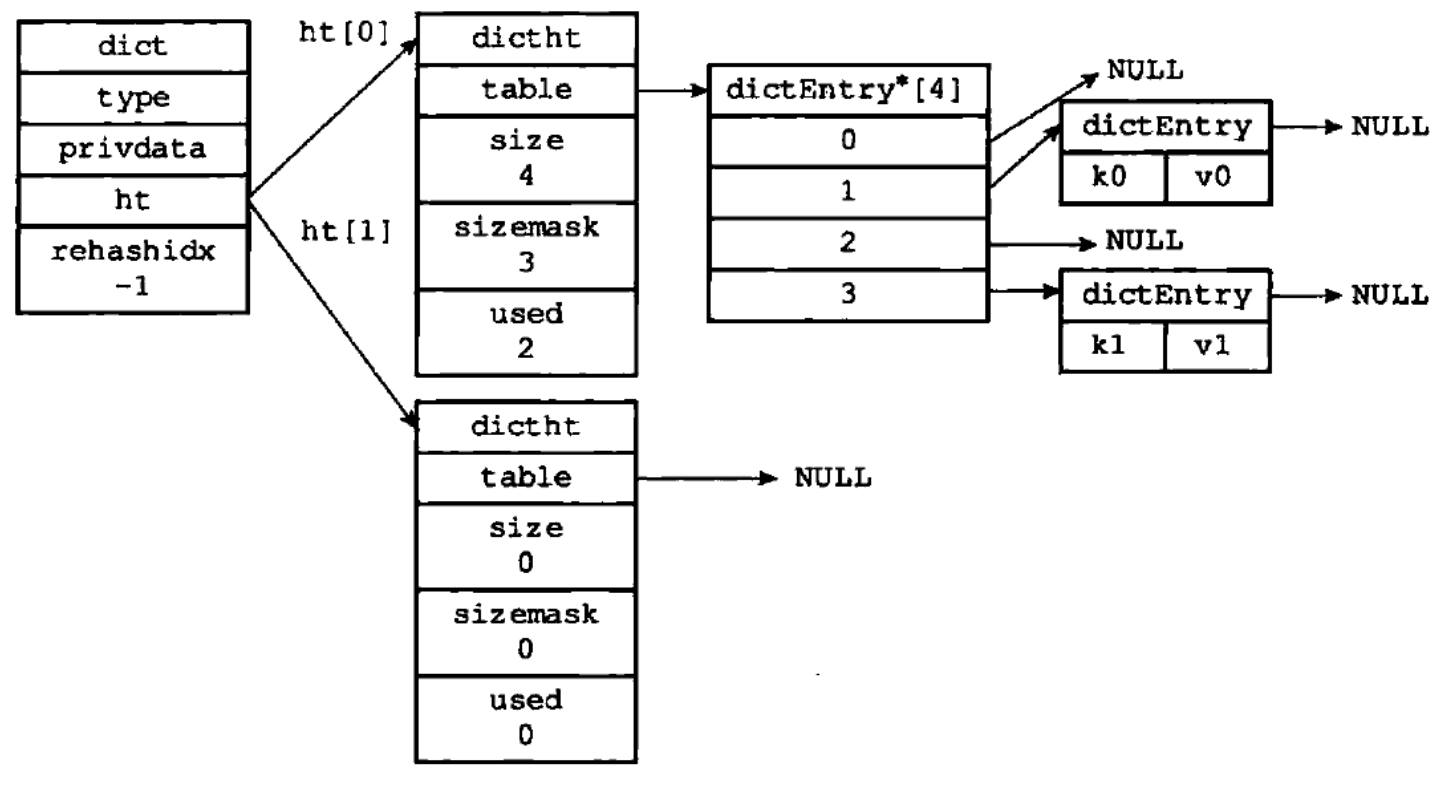 dict
type
privdata
ht
rehashidx
-1
ht[0]
ht[1]
dictht
table
size
4
sizemask
3
used
2
dictht
table
size
0
sizemask
0
used
0
NULL
dictEntry*[4]
0
1
2
3
NULL
dictEntry
k0 v0
NULL
NULL
dictEntry
k1 v1
NULL